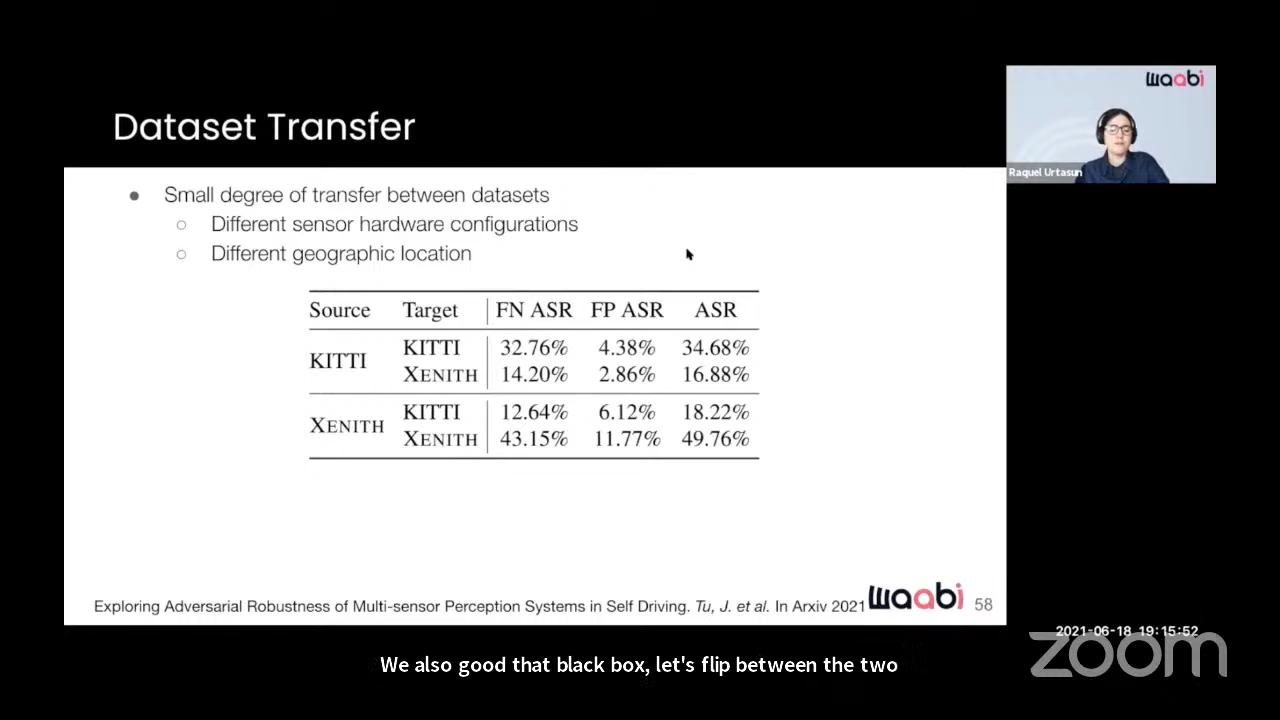 Dataset Transfer
waabi
Raquel Urtasun
● Small degree of transfer between datasets
○ Different sensor hardware configurations
○ Different geographic location
Source Target FN ASR FP ASR ASR
KITTI KITTI 32.76% 4.38% 34.68%
XENITH 14.20% 2.86% 16.88%
XENITH KITTI 12.64% 6.12% 18.22%
XENITH 43.15% 11.77% 49.76%
Exploring Adversarial Robustness of Multi-sensor Perception Systems in Self Driving. Tu, J. et al. In Arxiv 2021 waabi 58
2021-06-18 19:15:52
zoom
We also good that black box, let's flip between the two